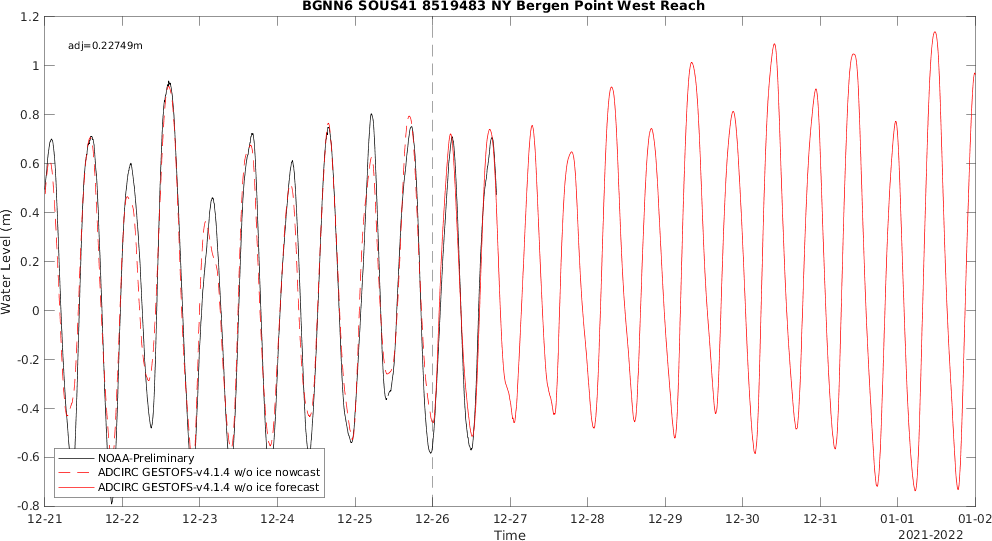 BGNN6 SOUS41 8519483 NY Bergen Point West Reach
adj=0.22749m
Water Level (m)
1.2
1
0.8
0.6
0.4
0.2
0
-0.2
-0.4
-0.6
-0.8
NOAA-Preliminary
ADCIRC GESTOFS-v4.1.4 w/o ice nowcast
ADCIRC GESTOFS-v4.1.4 w/o ice forecast
12-21 12-22 12-23 12-24 12-25 12-26 12-27 12-28 12-29 12-30 12-31 01-01 01-02
Time
2021-2022